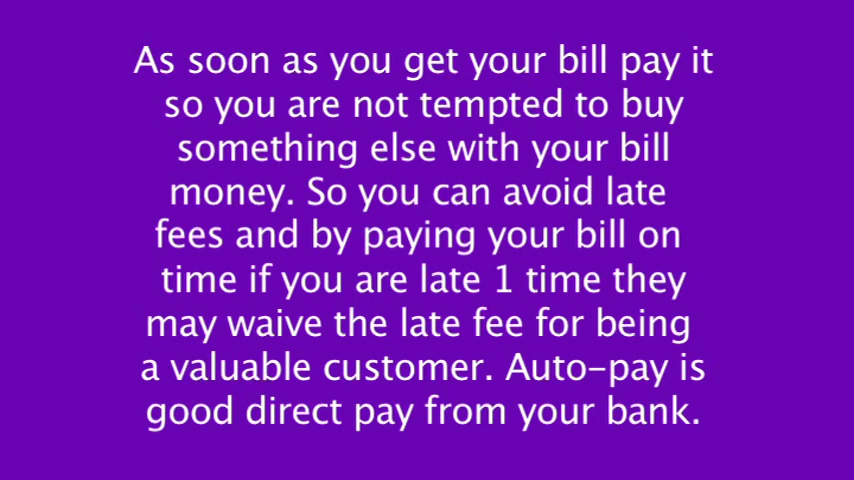 As soon as you get your bill pay it
so you are not tempted to buy
something else with your bill
money. So you can avoid late
fees and by paying your bill on
time if you are late 1 time they
may waive the late fee for being
a valuable customer. Auto-pay is
good direct pay from your bank.